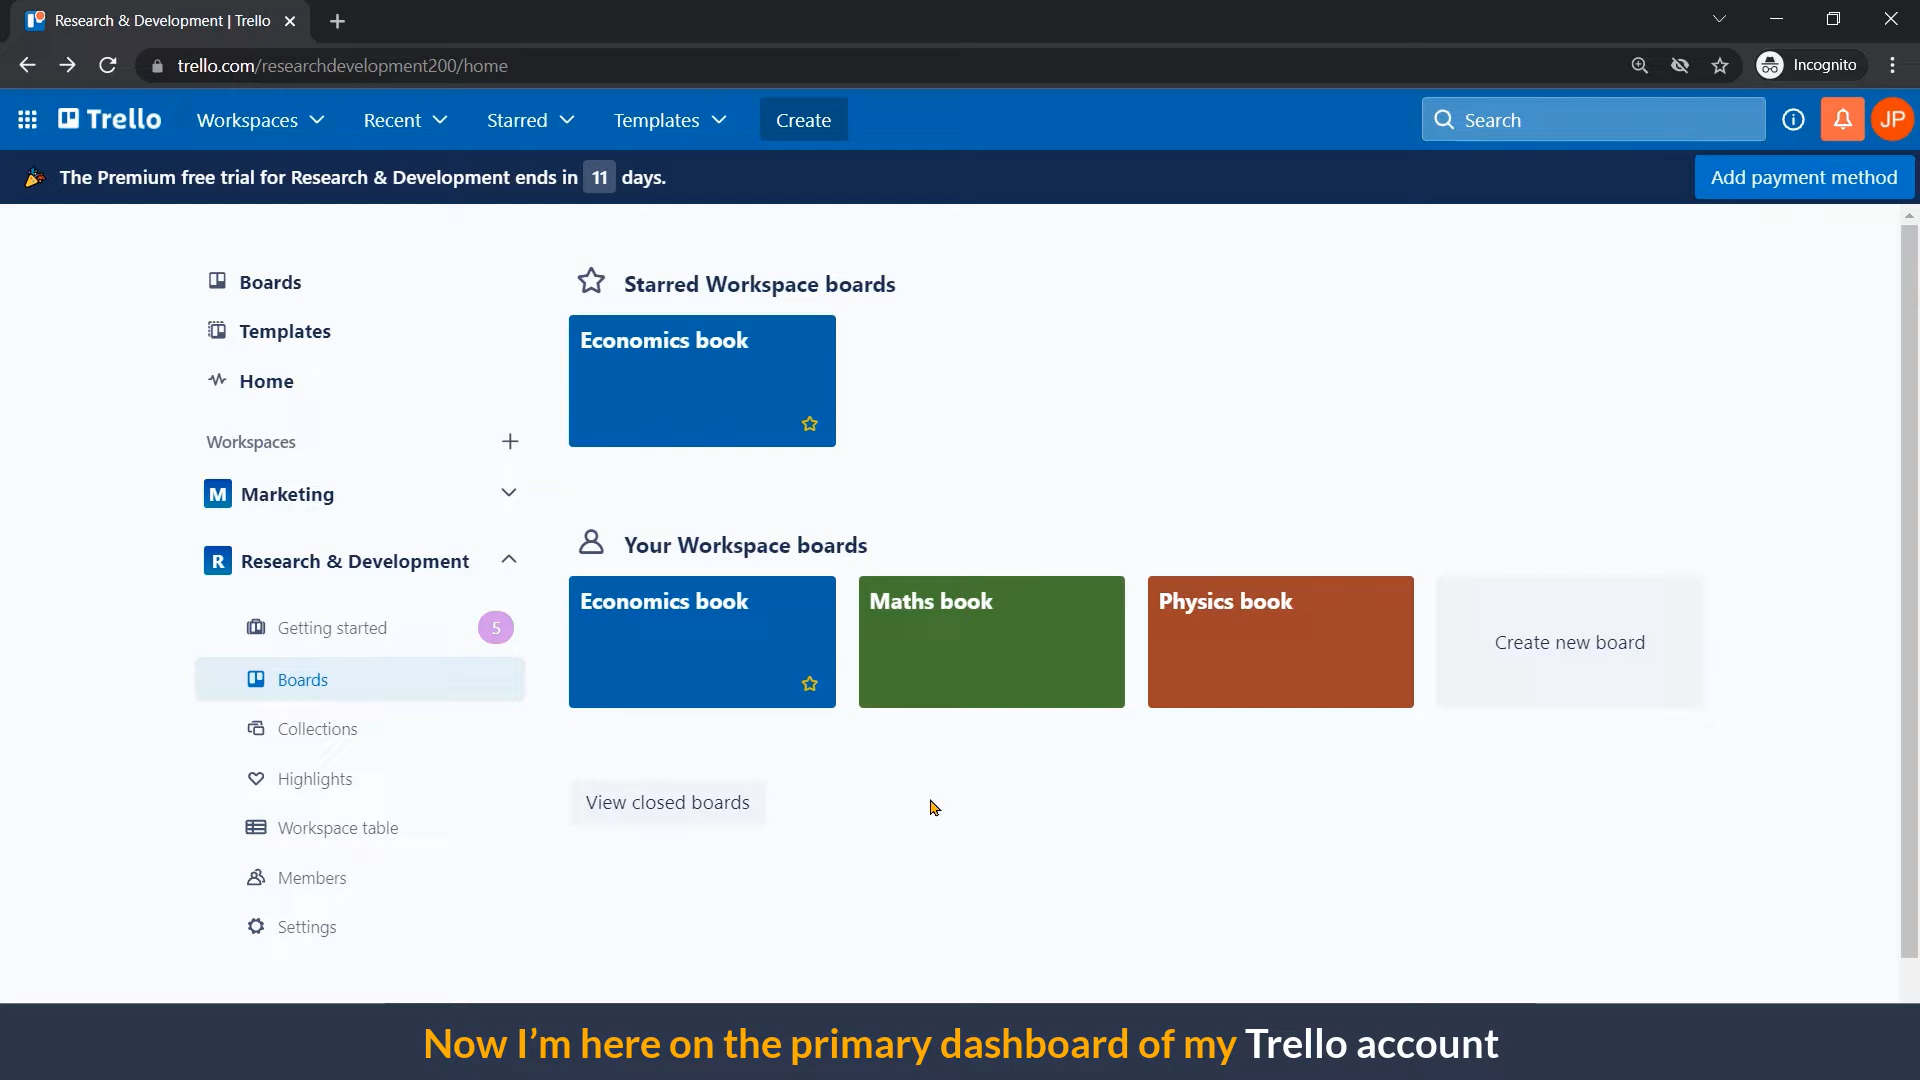 Research & Development | Trello
trello.com/researchdevelopment200/home
Incognito
Trello
Workspaces
Recent
Starred
Templates
Create
Search
JP
The Premium free trial for Research & Development ends in 11 days.
Add payment method
Boards
Templates
Home
Workspaces
M Marketing
R Research & Development
Getting started 5
Boards
Collections
Highlights
Workspace table
Members
Settings
Starred Workspace boards
Economics book
Your Workspace boards
Economics book
Maths book
Physics book
Create new board
View closed boards
Now I'm here on the primary dashboard of my Trello account